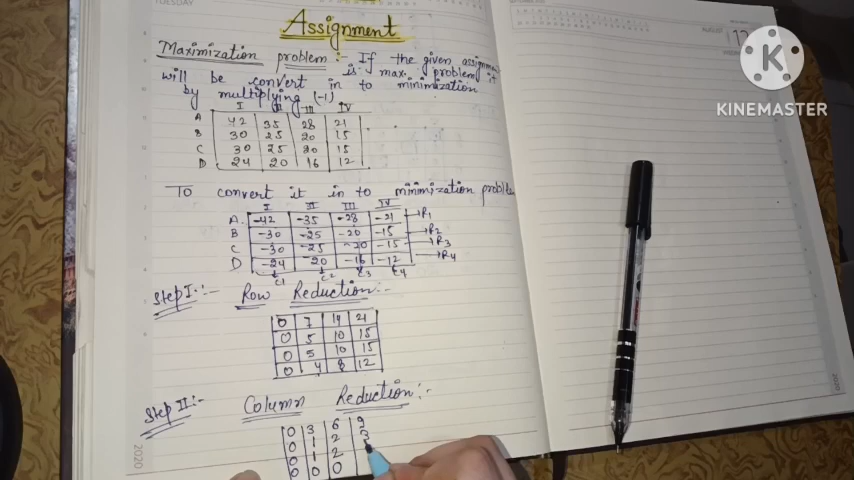 TUESDAY
AUGUST
Assignment
Maximization problem :- If the given assignment
is max. problem it
will be convert in to minimization
by multiplying (-1)
I II III IV
A 42 35 28 21
B 30 25 20 15
C 30 25 20 15
D 24 20 16 12
To convert it in to minimization problem
I II III IV
A. -42 -35 -28 -21 → R1
B -30 -25 -20 -15 → R2
C -30 -25 -20 -15 → R3
D -24 -20 -16 -12 → R4
C1 C2 C3 C4
Step I :- Row Reduction :-
0 7 14 21
0 5 10 15
0 5 10 15
0 4 8 12
Step II :- Column Reduction :-
0 3 6 9
0 1 2 3
0 1 2
0 0 0
2020
2020
K
KINEMASTER